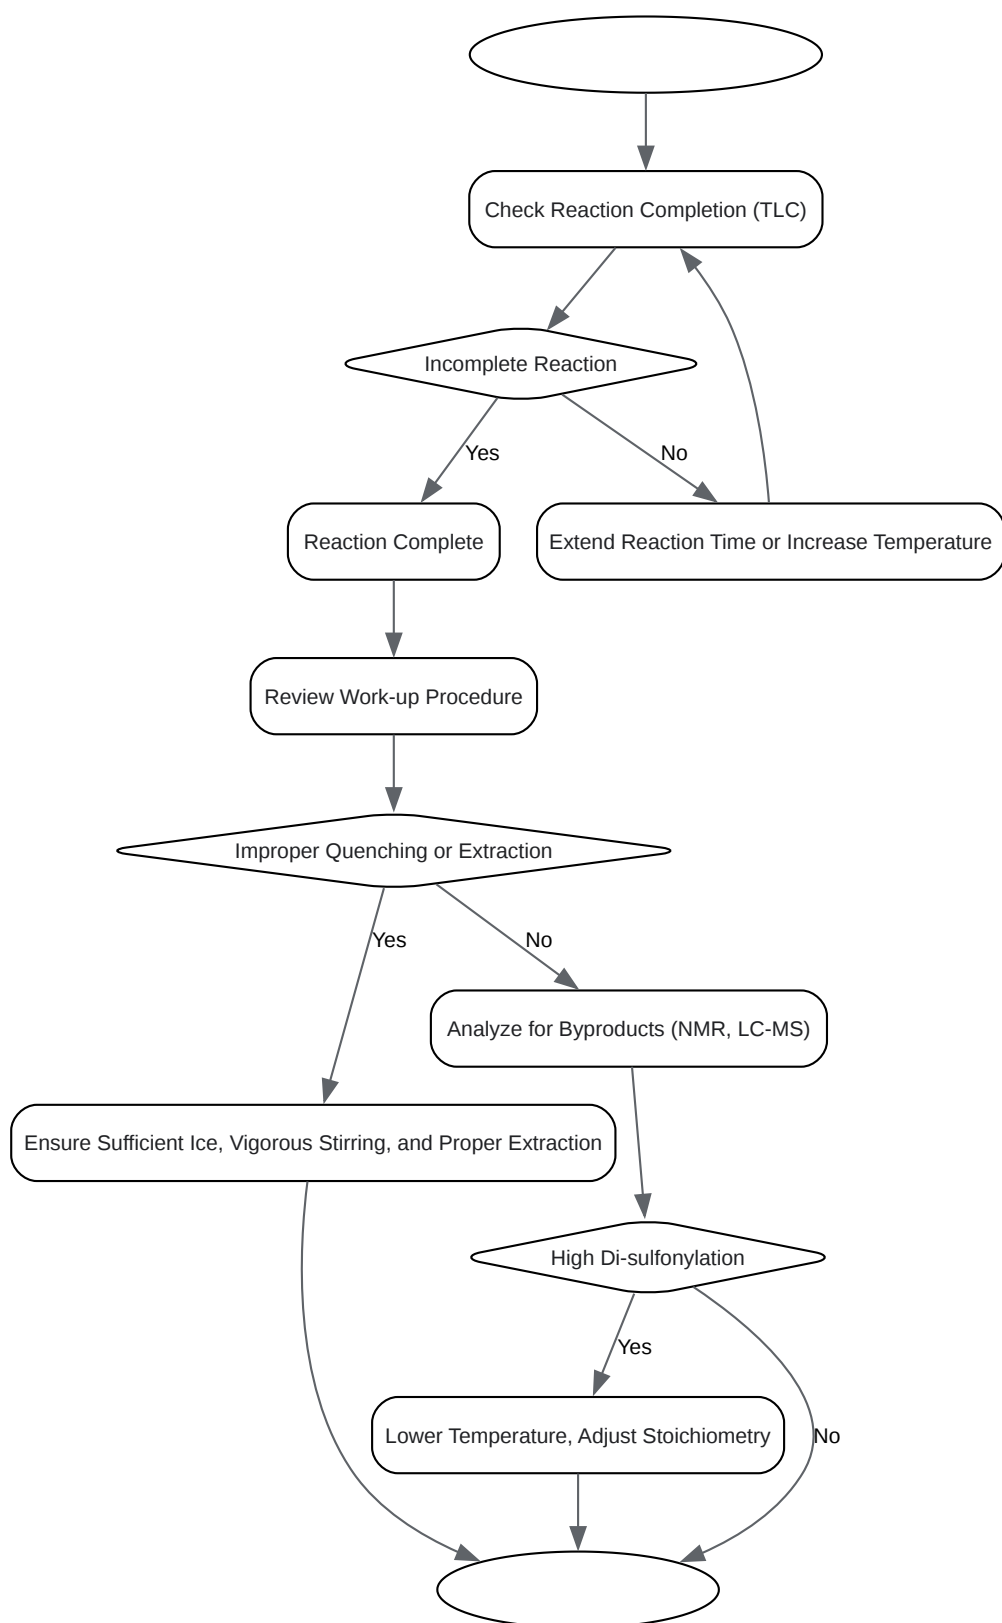 Check Reaction Completion (TLC)
Incomplete Reaction
Yes
No
Reaction Complete
Extend Reaction Time or Increase Temperature
Review Work-up Procedure
Improper Quenching or Extraction
Yes
No
Analyze for Byproducts (NMR, LC-MS)
Ensure Sufficient Ice, Vigorous Stirring, and Proper Extraction
High Di-sulfonylation
Yes
Lower Temperature, Adjust Stoichiometry
No